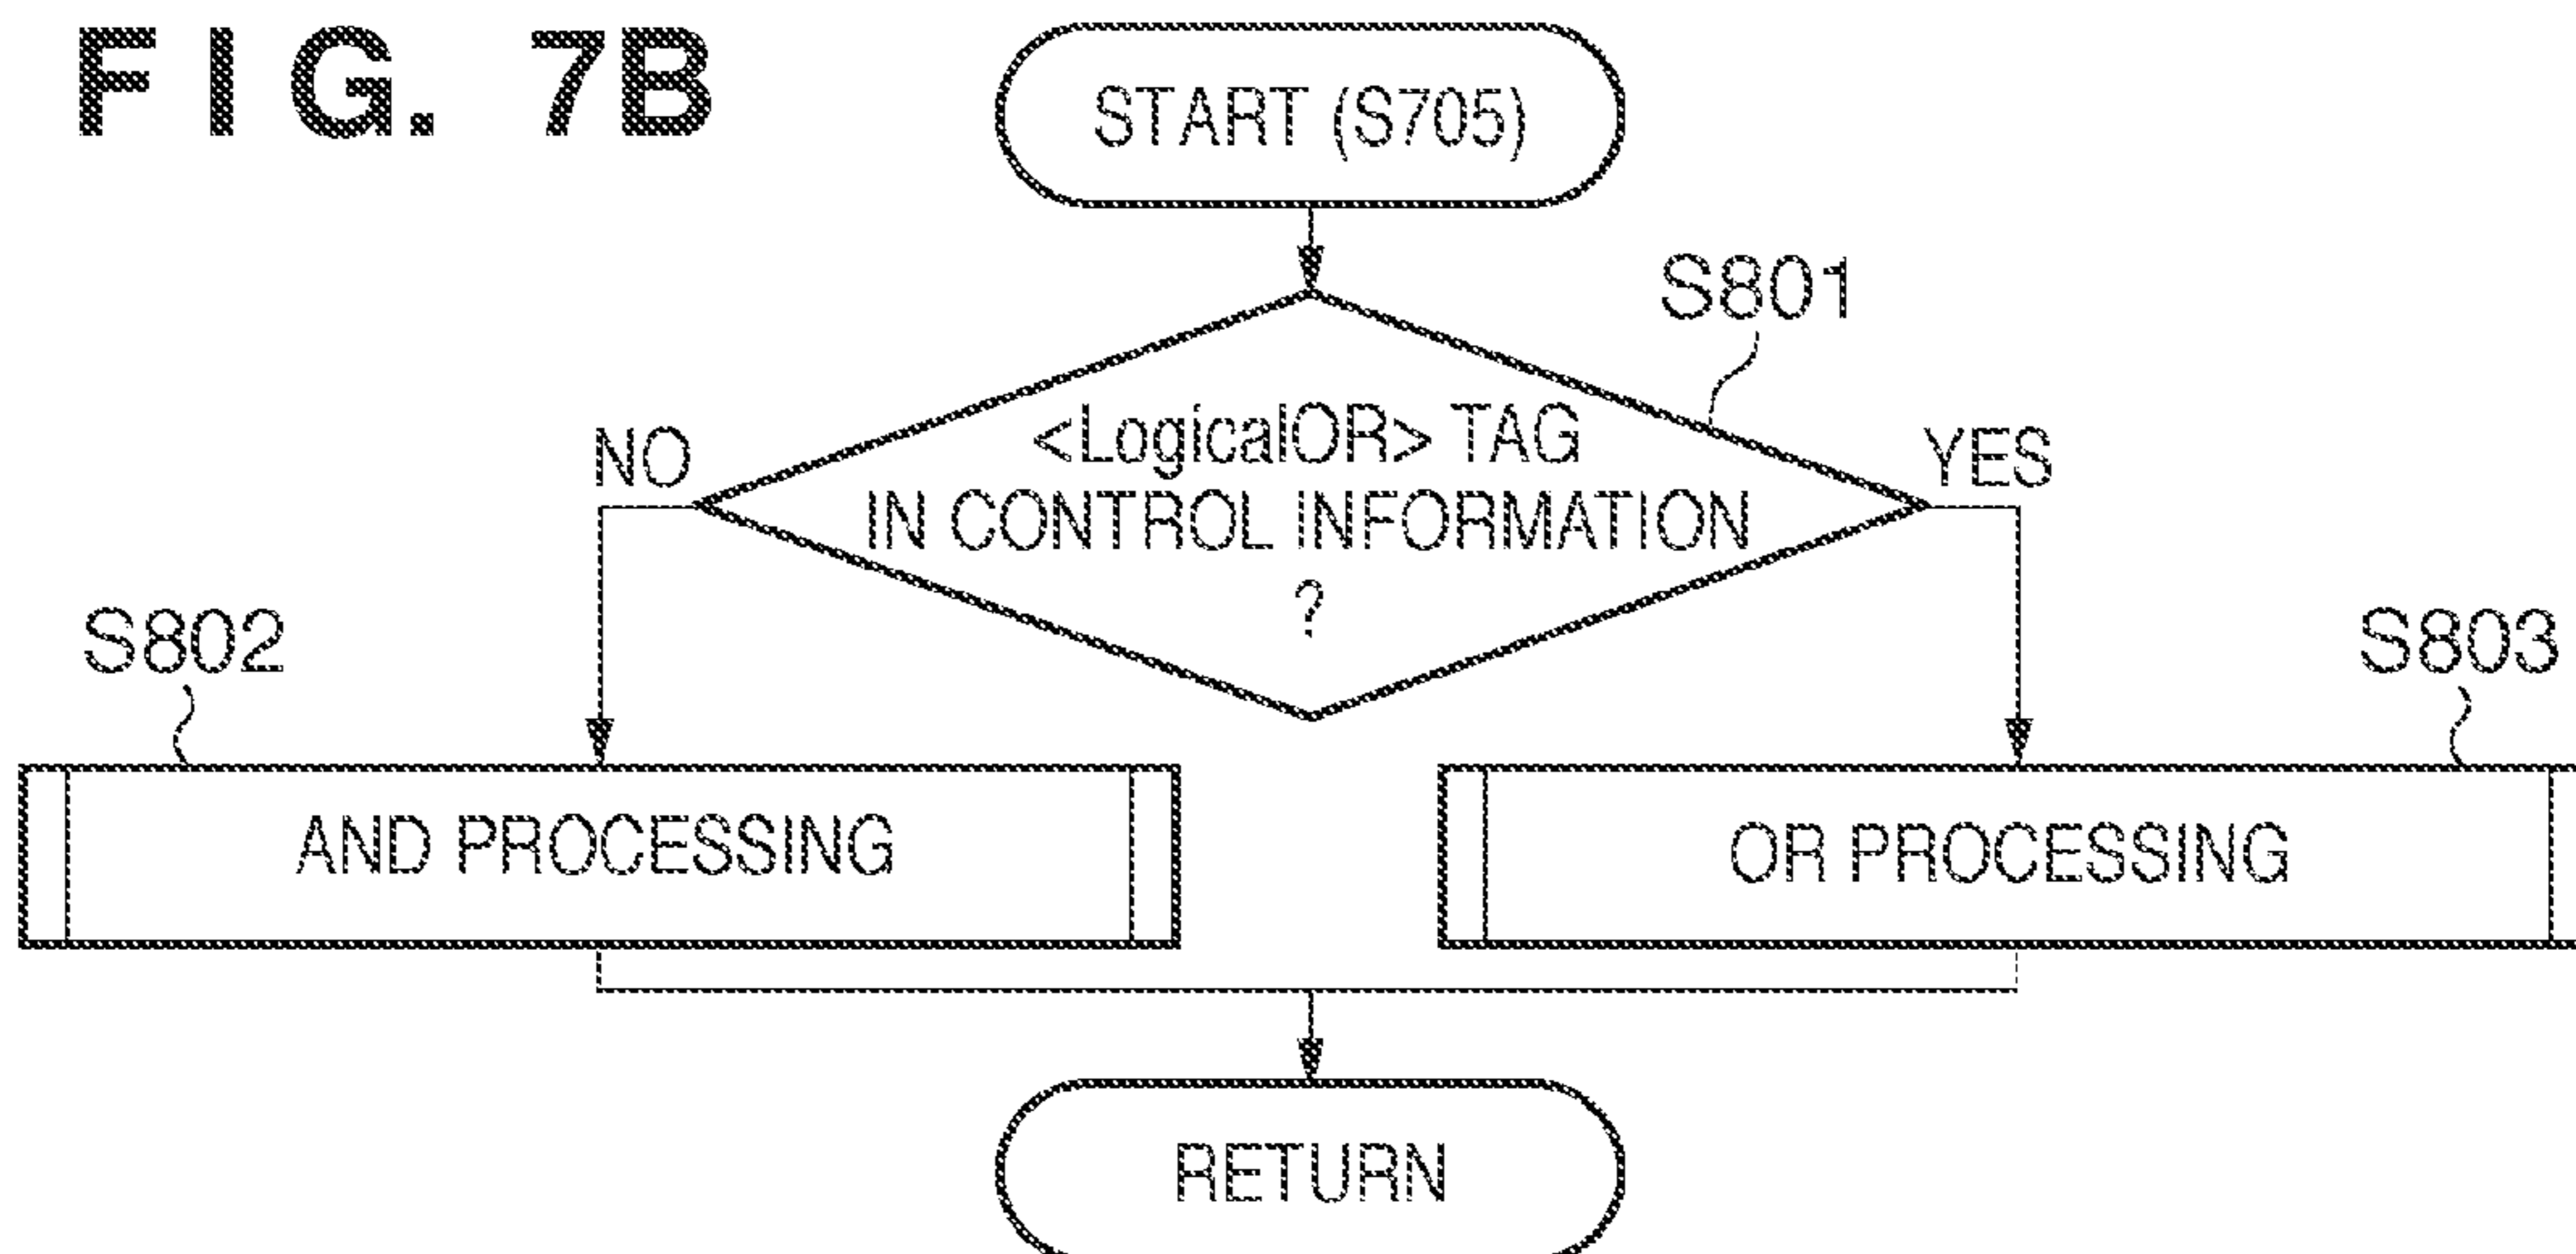 FIG. 7B
START (S705)
S801
<LogicalOR> TAG
IN CONTROL INFORMATION
?
NO
YES
S802
S803
AND PROCESSING
OR PROCESSING
RETURN